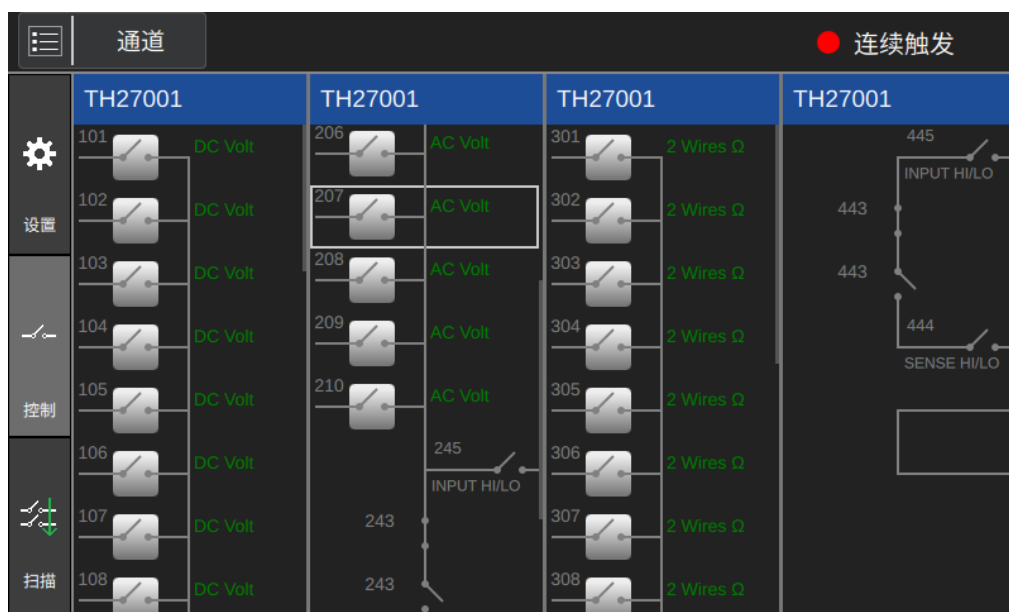 通道
连续触发
设置
控制
扫描
TH27001
101 DC Volt
102 DC Volt
103 DC Volt
104 DC Volt
105 DC Volt
106 DC Volt
107 DC Volt
108 DC Volt
TH27001
206 AC Volt
207 AC Volt
208 AC Volt
209 AC Volt
210 AC Volt
245
INPUT HI/LO
243
243
TH27001
301 2 Wires Ω
302 2 Wires Ω
303 2 Wires Ω
304 2 Wires Ω
305 2 Wires Ω
306 2 Wires Ω
307 2 Wires Ω
308 2 Wires Ω
TH27001
445
INPUT HI/LO
443
443
444
SENSE HI/LO